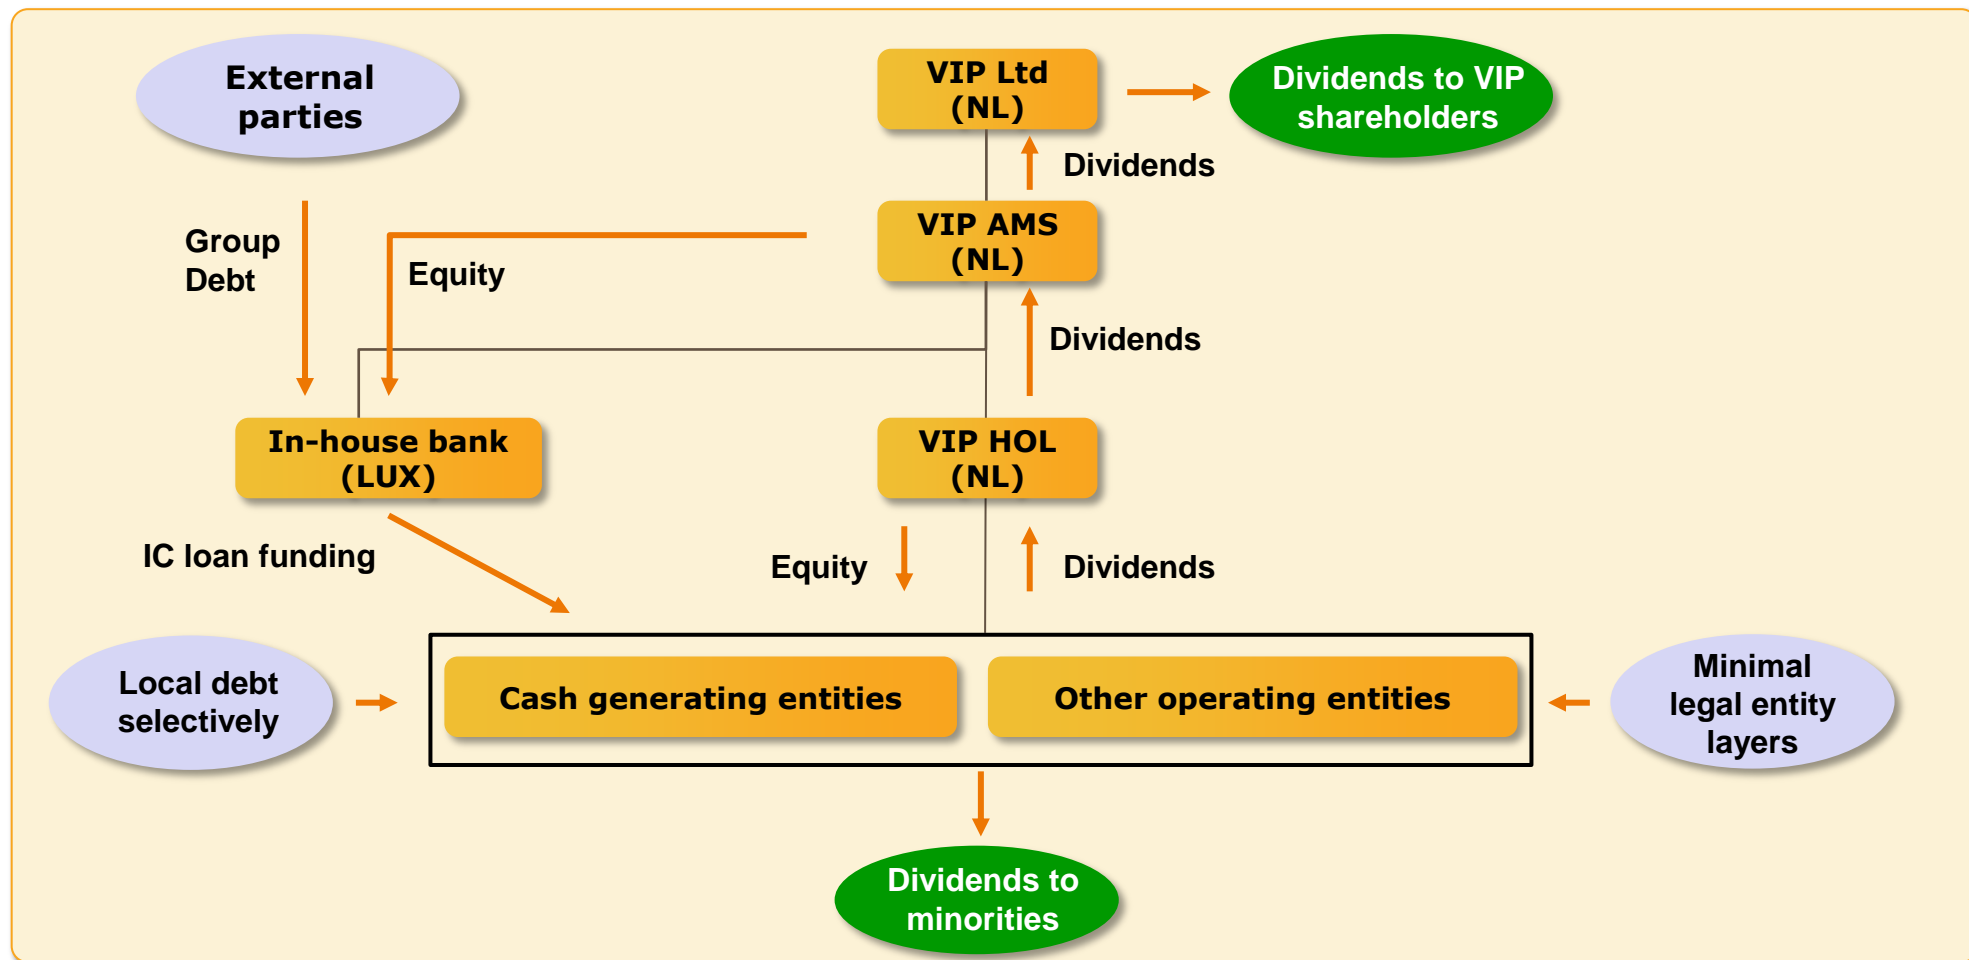 External
parties
VIP Ltd
(NL)
Dividends to VIP
shareholders
Dividends
Group
Debt
Equity
VIP AMS
(NL)
Dividends
In-house bank
(LUX)
VIP HOL
(NL)
IC loan funding
Equity
Dividends
Local debt
selectively
Cash generating entities
Other operating entities
Minimal
legal entity
layers
Dividends to
minorities